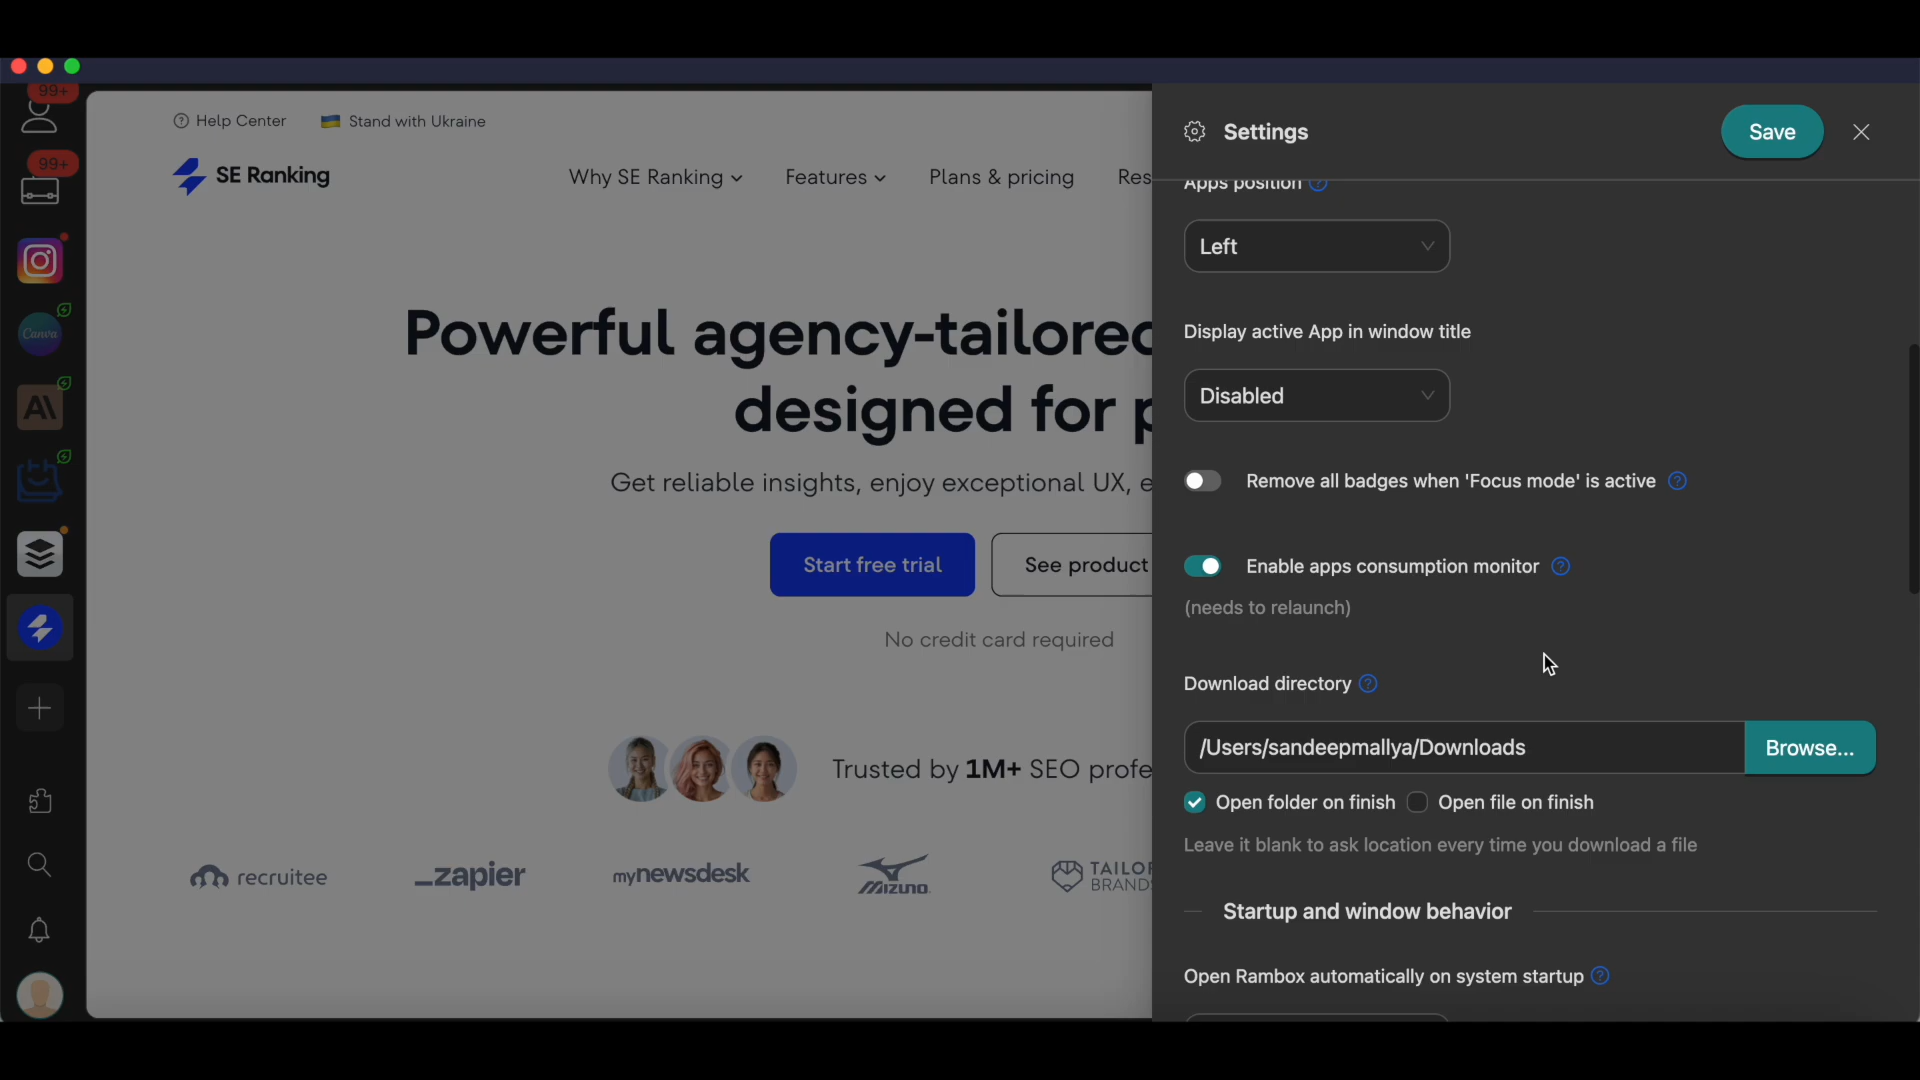 99+
99+
Canva
Help Center
Stand with Ukraine
SE Ranking
Why SE Ranking
Features
Plans & pricing
Res
Powerful agency-tailored
designed for p
Get reliable insights, enjoy exceptional UX, e
Start free trial
See product
No credit card required
Trusted by 1M+ SEO profe
recruitee
zapier
mynewsdesk
MIZUNO
TAILOR
BRANDS
Settings
Save
Apps position
Left
Display active App in window title
Disabled
Remove all badges when 'Focus mode' is active
Enable apps consumption monitor
(needs to relaunch)
Download directory
/Users/sandeepmallya/Downloads
Browse...
Open folder on finish
Open file on finish
Leave it blank to ask location every time you download a file
Startup and window behavior
Open Rambox automatically on system startup